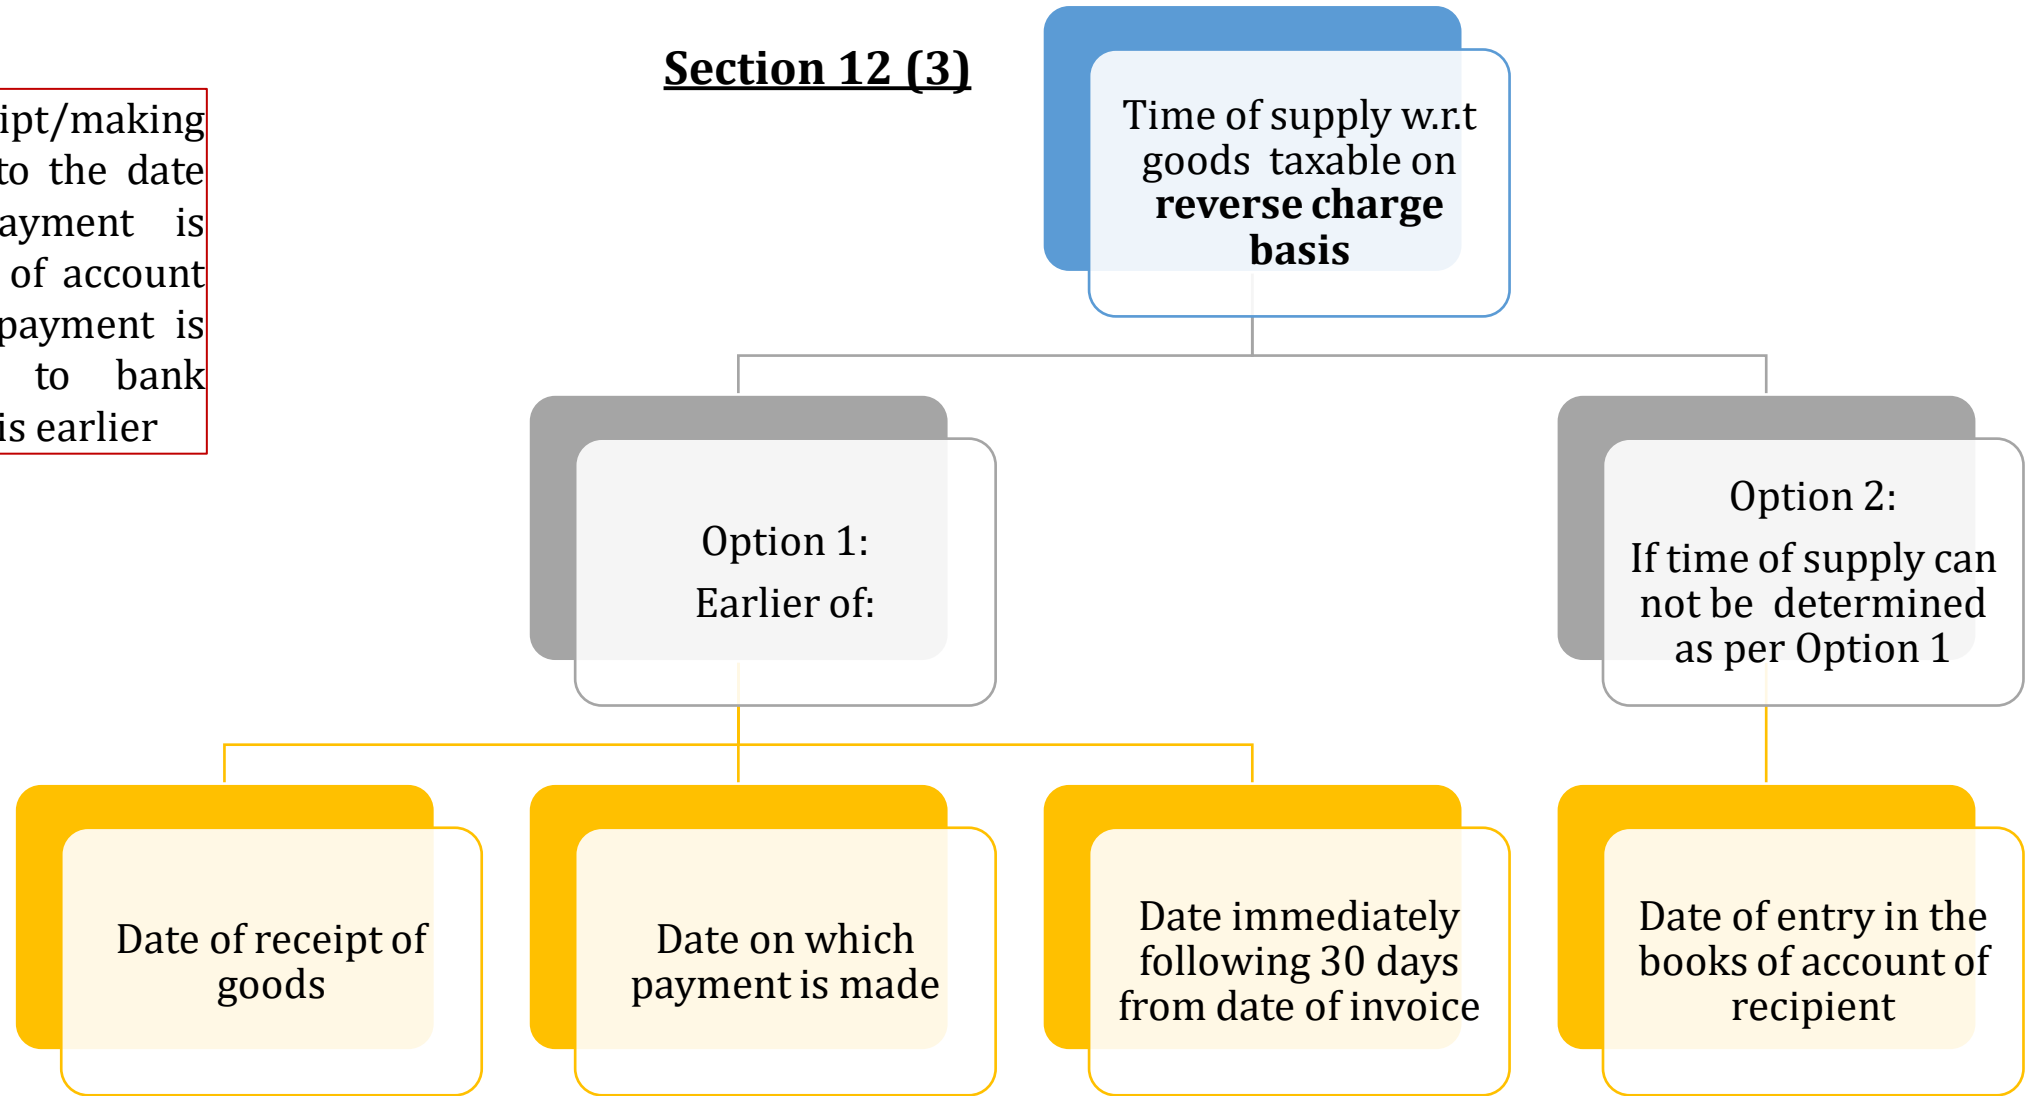 Section 12 (3)
Time of supply w.r.t
goods taxable on
reverse charge
basis
to the date
is
of account
payment is
to bank
is earlier
Option 1:
Earlier of:
Option 2:
If time of supply can
not be determined
as per Option 1
Date of receipt of
goods
Date on which
payment is made
Date immediately
following 30 days
from date of invoice
Date of entry in the
books of account of
recipient